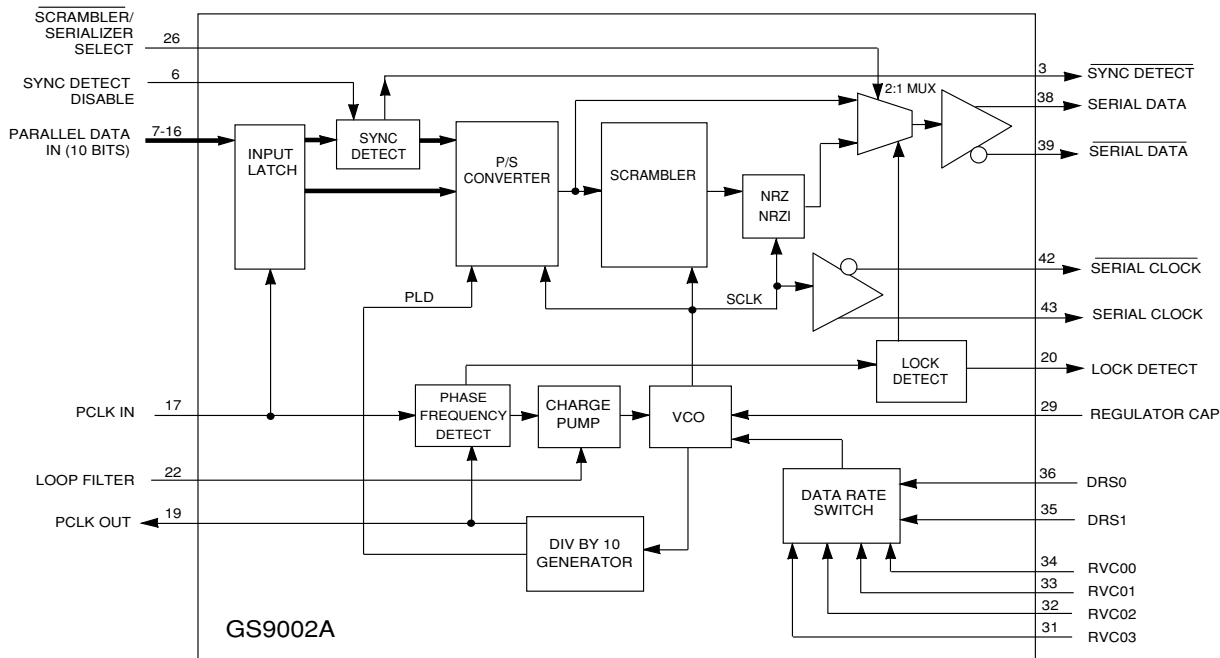 SCRAMBLER/
SERIALIZER
SELECT
26
SYNC DETECT
DISABLE
6
PARALLEL DATA
IN (10 BITS)
7-16
INPUT
LATCH
SYNC
DETECT
P/S
CONVERTER
SCRAMBLER
NRZ
NRZI
2:1 MUX
3
SYNC DETECT
38
SERIAL DATA
39
SERIAL DATA
42
SERIAL CLOCK
43
SERIAL CLOCK
PLD
SCLK
LOCK
DETECT
20
LOCK DETECT
PCLK IN
17
PHASE
FREQUENCY
DETECT
CHARGE
PUMP
VCO
29
REGULATOR CAP
LOOP FILTER
22
PCLK OUT
19
DIV BY 10
GENERATOR
DATA RATE
SWITCH
36
DRS0
35
DRS1
34
RVC00
33
RVC01
32
RVC02
31
RVC03
GS9002A